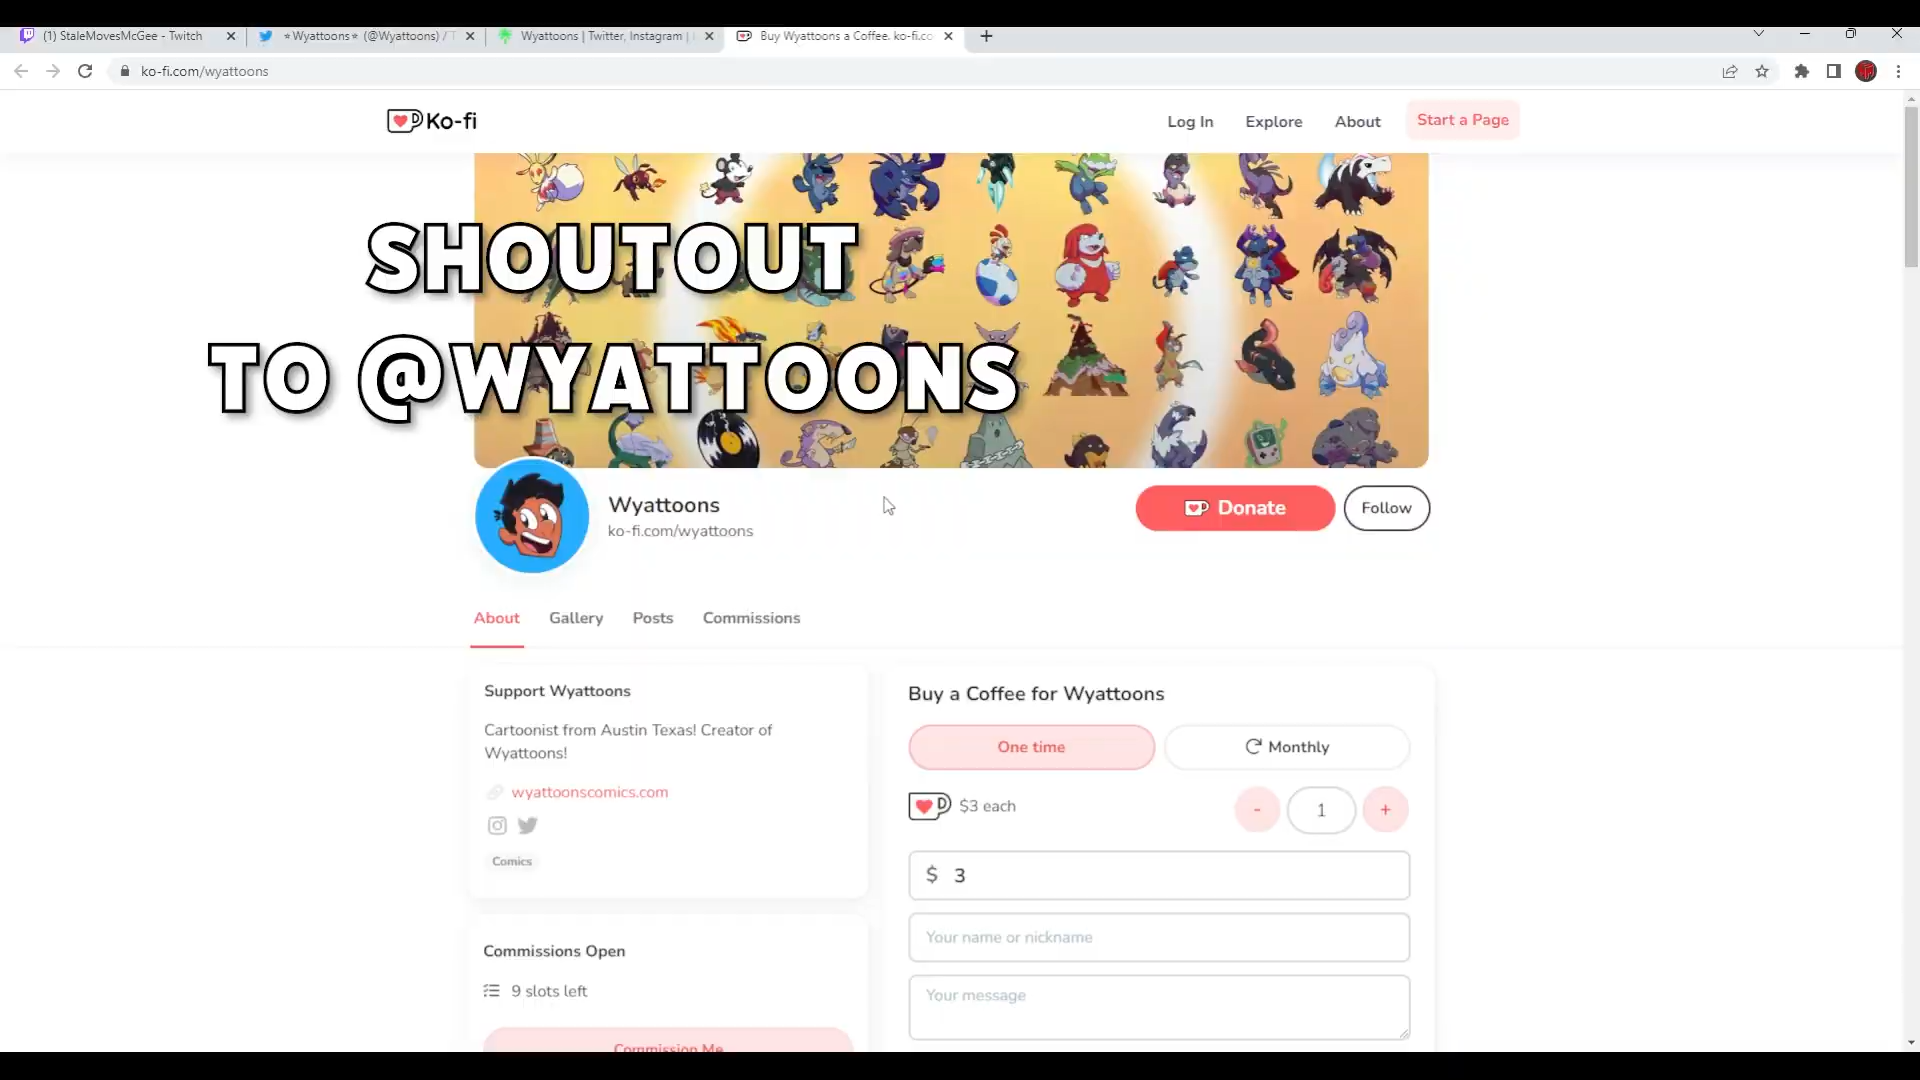 (1) StaleMovesMcGee - Twitch
⭐Wyattoons⭐ (@Wyattoons) / T
Wyattoons | Twitter, Instagram |
Buy Wyattoons a Coffee. ko-fi.co
ko-fi.com/wyattoons
Ko-fi
Log In
Explore
About
Start a Page
SHOUTOUT
TO @WYATTOONS
Wyattoons
ko-fi.com/wyattoons
Donate
Follow
About
Gallery
Posts
Commissions
Support Wyattoons
Cartoonist from Austin Texas! Creator of
Wyattoons!
wyattoonscomics.com
Comics
Commissions Open
9 slots left
Commission Me
Buy a Coffee for Wyattoons
One time
Monthly
$3 each
-
1
+
$ 3
Your name or nickname
Your message